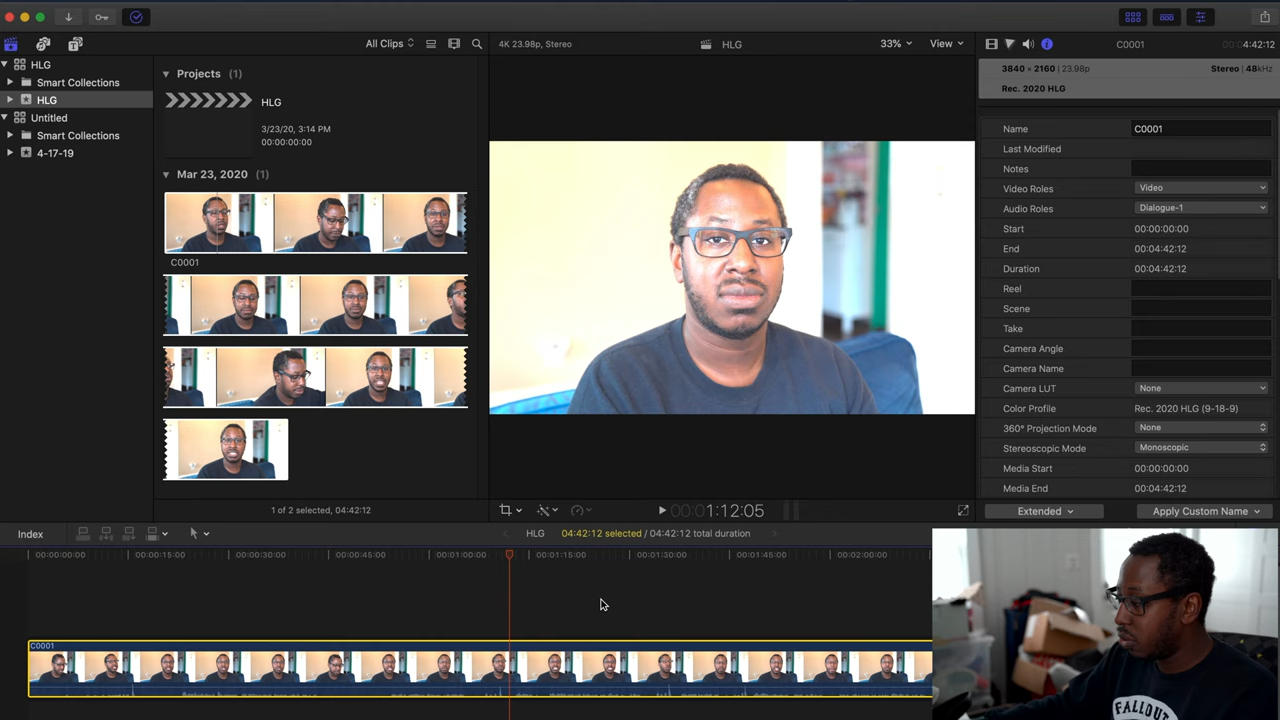 All Clips
4K 23.98p, Stereo
HLG
33%
View
C0001
00:00:04:42:12
HLG
Smart Collections
HLG
Untitled
Smart Collections
4-17-19
Projects (1)
HLG
3/23/20, 3:14 PM
00:00:00:00
Mar 23, 2020 (1)
C0001
1 of 2 selected, 04:42:12
00:00:1:12:05
3840 × 2160 | 23.98p
Stereo | 48kHz
Rec. 2020 HLG
Name C0001
Last Modified
Notes
Video Roles Video
Audio Roles Dialogue-1
Start 00:00:00:00
End 00:04:42:12
Duration 00:04:42:12
Reel
Scene
Take
Camera Angle
Camera Name
Camera LUT None
Color Profile Rec. 2020 HLG (9-18-9)
360° Projection Mode None
Stereoscopic Mode Monoscopic
Media Start 00:00:00:00
Media End 00:04:42:12
Extended
Apply Custom Name
Index
HLG
04:42:12 selected / 04:42:12 total duration
00:00:00:00
00:00:15:00
00:00:30:00
00:00:45:00
00:01:00:00
00:01:15:00
00:01:30:00
00:01:45:00
00:02:00:00
C0001
FALLOUT